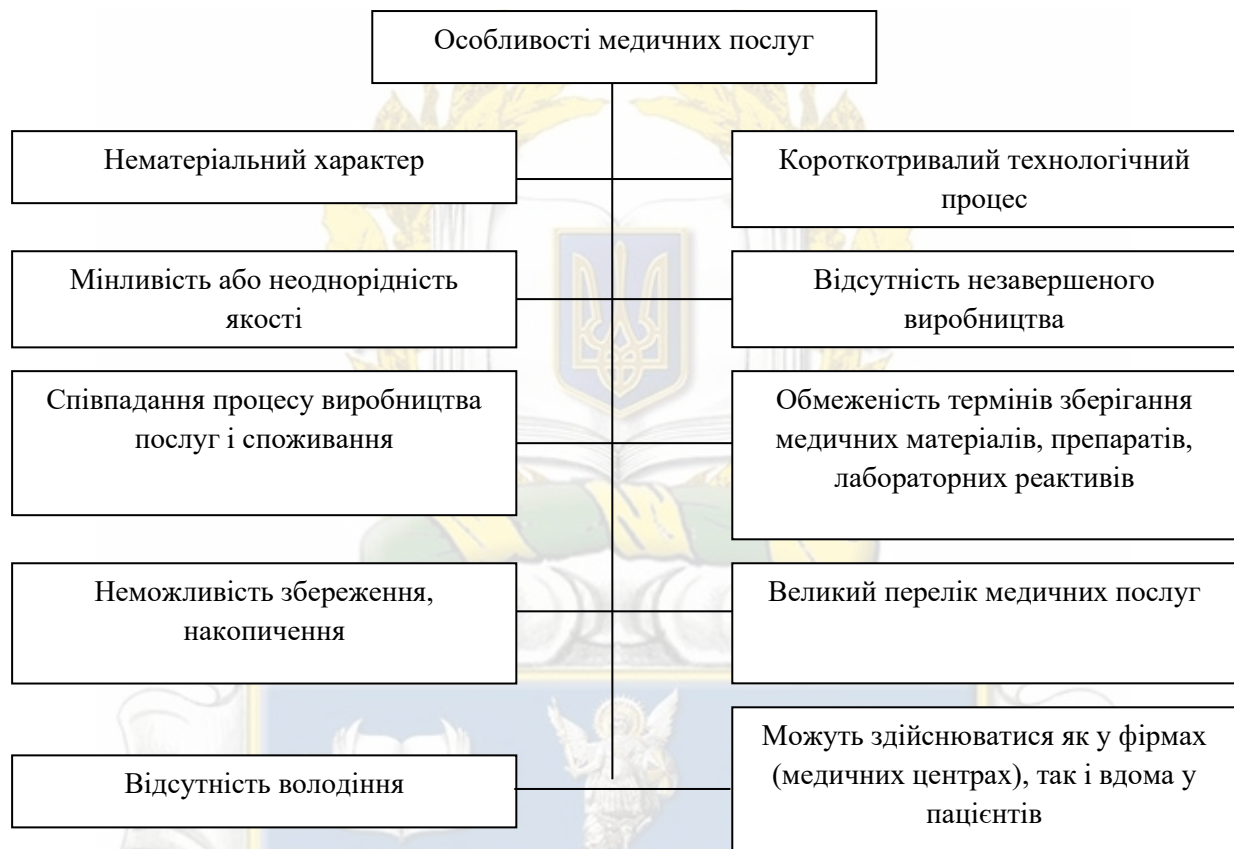 Особливості медичних послуг
Нематеріальний характер
Короткотривалий технологічний
процес
Мінливість або неоднорідність
якості
Відсутність незавершеного
виробництва
Співпадання процесу виробництва
послуг і споживання
Обмеженість термінів зберігання
медичних матеріалів, препаратів,
лабораторних реактивів
Неможливість збереження,
накопичення
Великий перелік медичних послуг
Відсутність володіння
Можуть здійснюватися як у фірмах
(медичних центрах), так і вдома у
пацієнтів